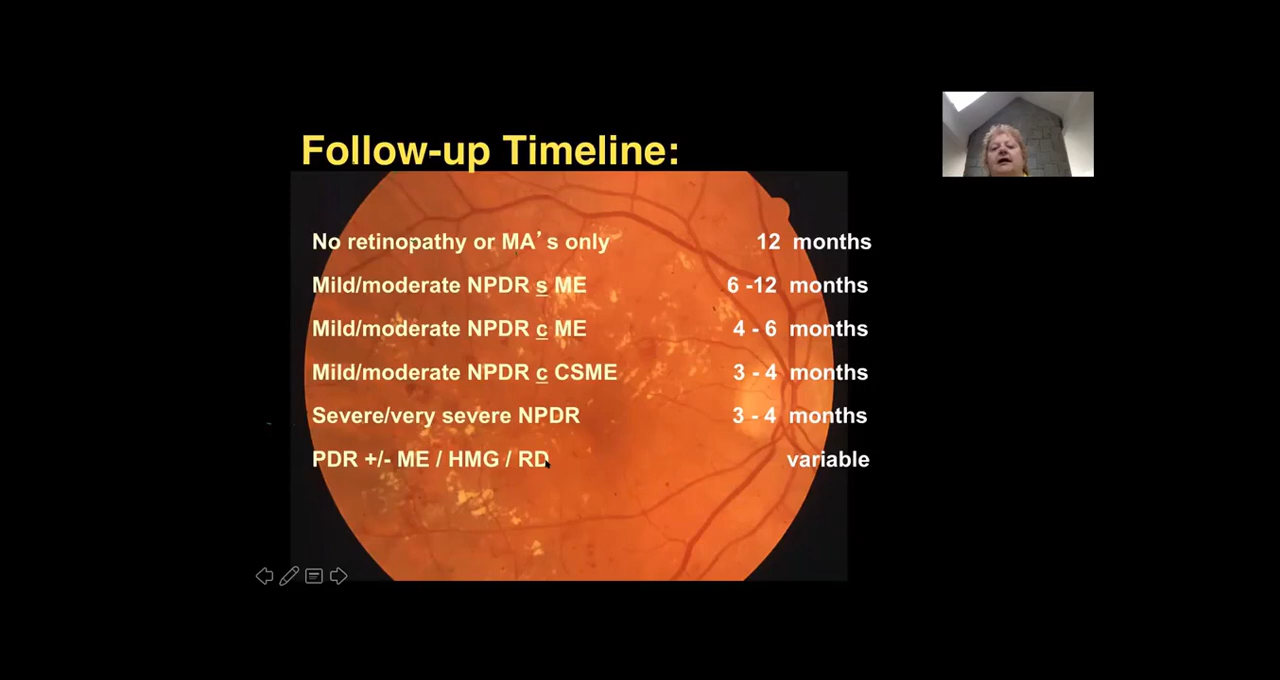 Follow-up Timeline:
No retinopathy or MA's only 12 months
Mild/moderate NPDR s ME 6 -12 months
Mild/moderate NPDR c ME 4 - 6 months
Mild/moderate NPDR c CSME 3 - 4 months
Severe/very severe NPDR 3 - 4 months
PDR +/- ME / HMG / RD variable